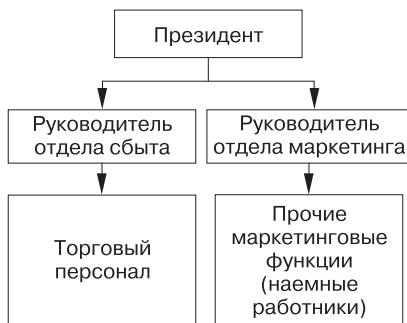 Президент
Руководитель
отдела сбыта
Руководитель
отдела маркетинга
Торговый
персонал
Прочие
маркетинговые
функции
(наемные
работники)